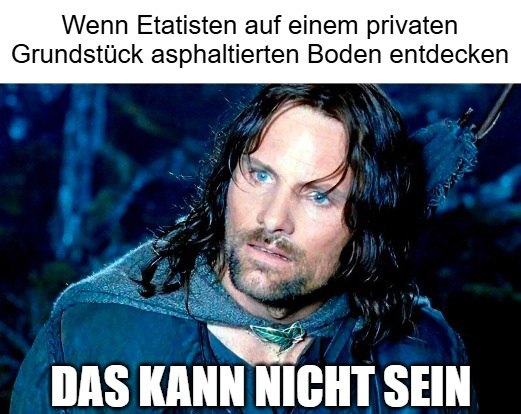 Wenn Etatisten auf einem privaten
Grundstück asphaltierten Boden entdecken
DAS KANN NICHT SEIN